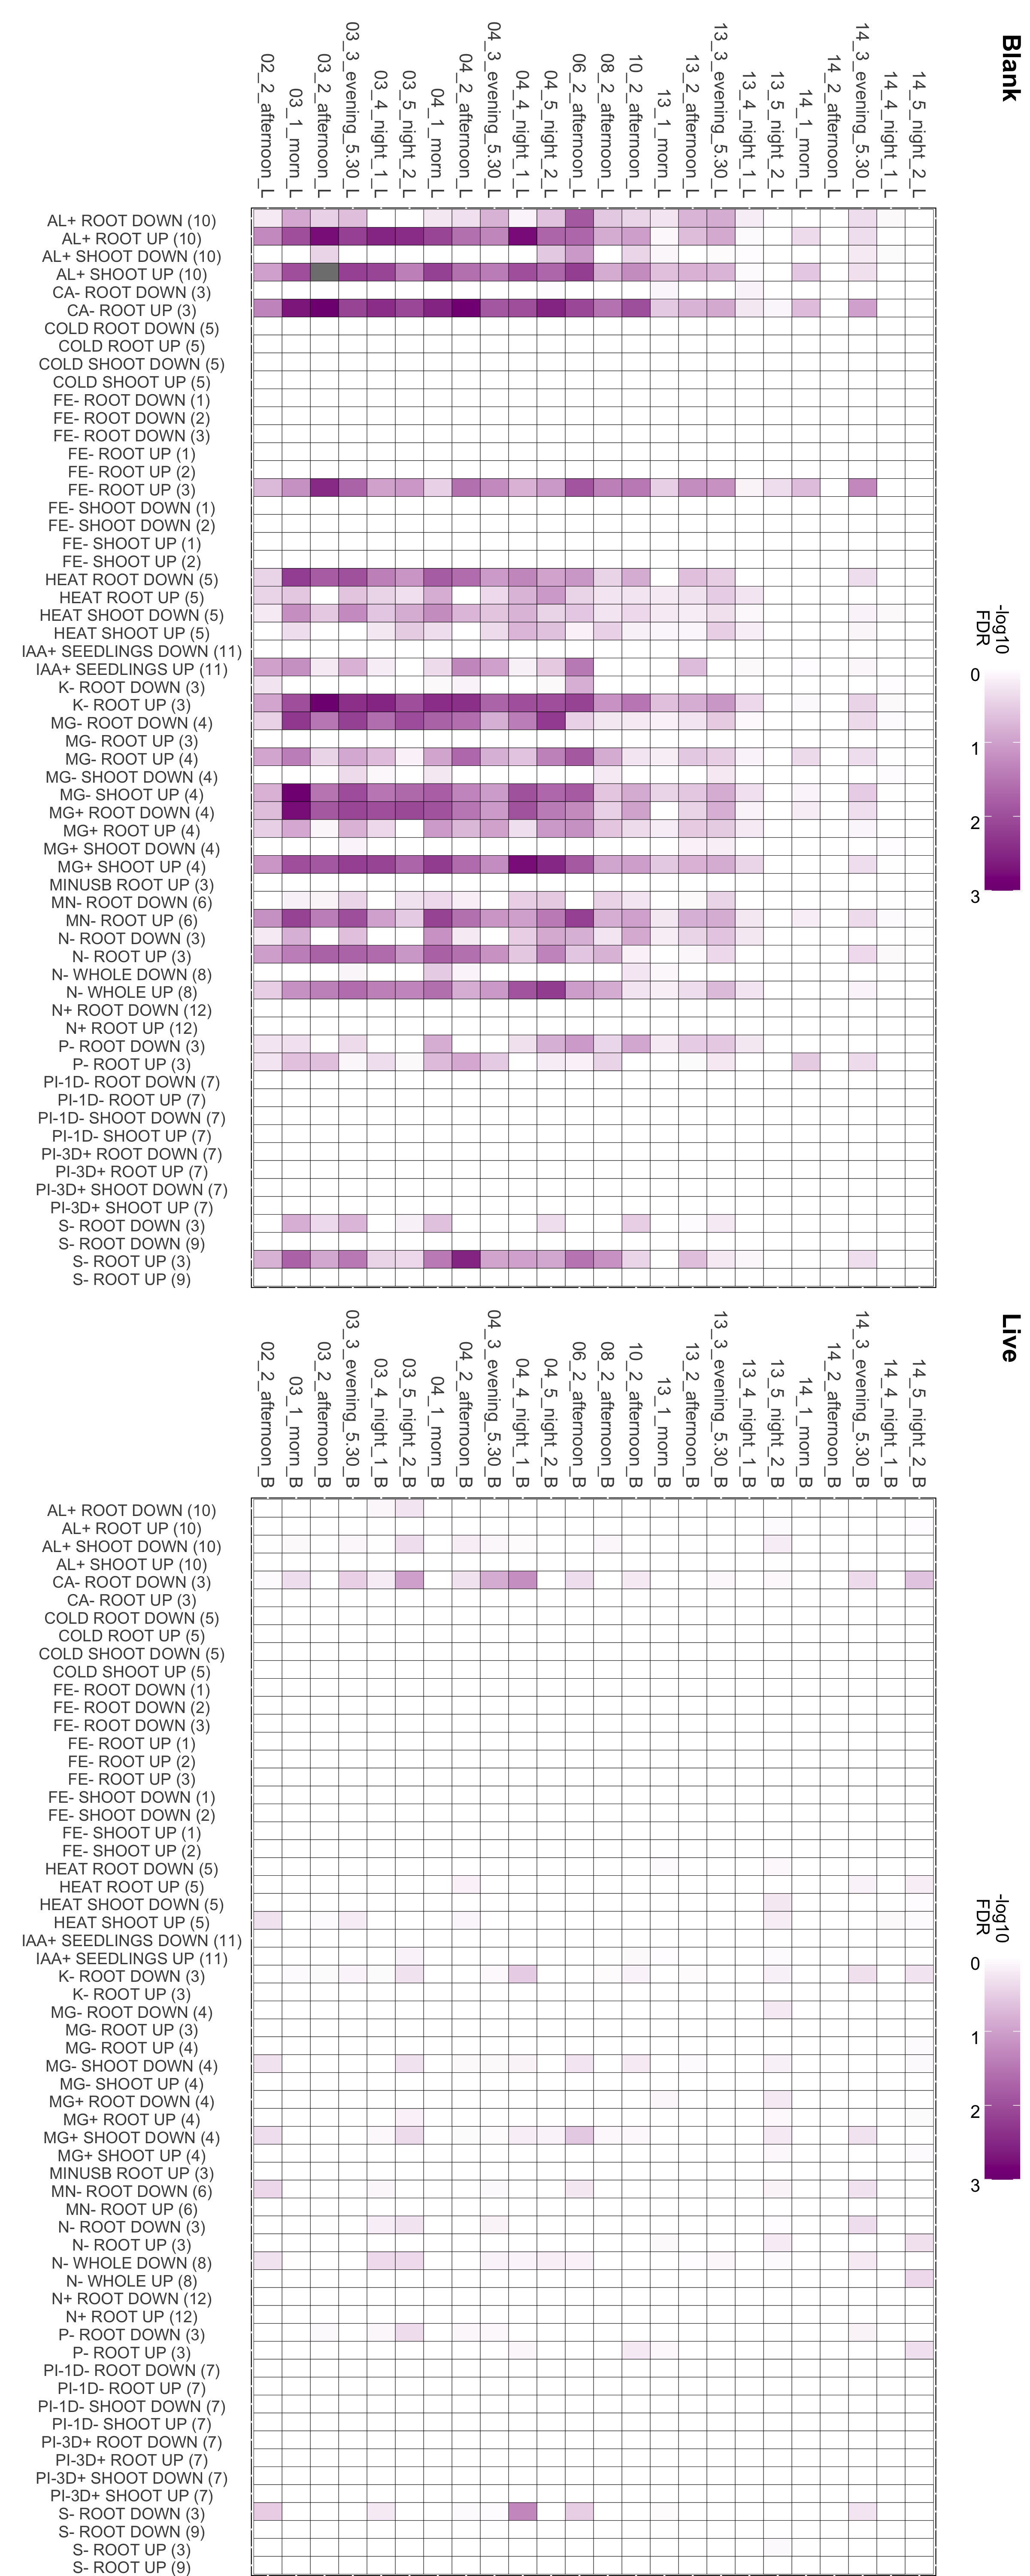 Blank
02_2_afternoon_L
03_1_morn_L
03_2_afternoon_L
03_3_evening_5.30_L
03_4_night_1_L
03_5_night_2_L
04_1_morn_L
04_2_afternoon_L
04_3_evening_5.30_L
04_4_night_1_L
04_5_night_2_L
06_2_afternoon_L
08_2_afternoon_L
10_2_afternoon_L
13_1_morn_L
13_2_afternoon_L
13_3_evening_5.30_L
13_4_night_1_L
13_5_night_2_L
14_1_morn_L
14_2_afternoon_L
14_3_evening_5.30_L
14_4_night_1_L
14_5_night_2_L
AL+ ROOT DOWN (10)
AL+ ROOT UP (10)
AL+ SHOOT DOWN (10)
AL+ SHOOT UP (10)
CA- ROOT DOWN (3)
CA- ROOT UP (3)
COLD ROOT DOWN (5)
COLD ROOT UP (5)
COLD SHOOT DOWN (5)
COLD SHOOT UP (5)
FE- ROOT DOWN (1)
FE- ROOT DOWN (2)
FE- ROOT DOWN (3)
FE- ROOT UP (1)
FE- ROOT UP (2)
FE- ROOT UP (3)
FE- SHOOT DOWN (1)
FE- SHOOT DOWN (2)
FE- SHOOT UP (1)
FE- SHOOT UP (2)
HEAT ROOT DOWN (5)
HEAT ROOT UP (5)
HEAT SHOOT DOWN (5)
HEAT SHOOT UP (5)
IAA+ SEEDLINGS DOWN (11)
IAA+ SEEDLINGS UP (11)
K- ROOT DOWN (3)
K- ROOT UP (3)
MG- ROOT DOWN (4)
MG- ROOT UP (3)
MG- ROOT UP (4)
MG- SHOOT DOWN (4)
MG- SHOOT UP (4)
MG+ ROOT DOWN (4)
MG+ ROOT UP (4)
MG+ SHOOT DOWN (4)
MG+ SHOOT UP (4)
MINUSB ROOT UP (3)
MN- ROOT DOWN (6)
MN- ROOT UP (6)
N- ROOT DOWN (3)
N- ROOT UP (3)
N- WHOLE DOWN (8)
N- WHOLE UP (8)
N+ ROOT DOWN (12)
N+ ROOT UP (12)
P- ROOT DOWN (3)
P- ROOT UP (3)
PI-1D- ROOT DOWN (7)
PI-1D- ROOT UP (7)
PI-1D- SHOOT DOWN (7)
PI-1D- SHOOT UP (7)
PI-3D+ ROOT DOWN (7)
PI-3D+ ROOT UP (7)
PI-3D+ SHOOT DOWN (7)
PI-3D+ SHOOT UP (7)
S- ROOT DOWN (3)
S- ROOT DOWN (9)
S- ROOT UP (3)
S- ROOT UP (9)
-log10
FDR
0
1
2
3
Live
02_2_afternoon_B
03_1_morn_B
03_2_afternoon_B
03_3_evening_5.30_B
03_4_night_1_B
03_5_night_2_B
04_1_morn_B
04_2_afternoon_B
04_3_evening_5.30_B
04_4_night_1_B
04_5_night_2_B
06_2_afternoon_B
08_2_afternoon_B
10_2_afternoon_B
13_1_morn_B
13_2_afternoon_B
13_3_evening_5.30_B
13_4_night_1_B
13_5_night_2_B
14_1_morn_B
14_2_afternoon_B
14_3_evening_5.30_B
14_4_night_1_B
14_5_night_2_B
AL+ ROOT DOWN (10)
AL+ ROOT UP (10)
AL+ SHOOT DOWN (10)
AL+ SHOOT UP (10)
CA- ROOT DOWN (3)
CA- ROOT UP (3)
COLD ROOT DOWN (5)
COLD ROOT UP (5)
COLD SHOOT DOWN (5)
COLD SHOOT UP (5)
FE- ROOT DOWN (1)
FE- ROOT DOWN (2)
FE- ROOT DOWN (3)
FE- ROOT UP (1)
FE- ROOT UP (2)
FE- ROOT UP (3)
FE- SHOOT DOWN (1)
FE- SHOOT DOWN (2)
FE- SHOOT UP (1)
FE- SHOOT UP (2)
HEAT ROOT DOWN (5)
HEAT ROOT UP (5)
HEAT SHOOT DOWN (5)
HEAT SHOOT UP (5)
IAA+ SEEDLINGS DOWN (11)
IAA+ SEEDLINGS UP (11)
K- ROOT DOWN (3)
K- ROOT UP (3)
MG- ROOT DOWN (4)
MG- ROOT UP (3)
MG- ROOT UP (4)
MG- SHOOT DOWN (4)
MG- SHOOT UP (4)
MG+ ROOT DOWN (4)
MG+ ROOT UP (4)
MG+ SHOOT DOWN (4)
MG+ SHOOT UP (4)
MINUSB ROOT UP (3)
MN- ROOT DOWN (6)
MN- ROOT UP (6)
N- ROOT DOWN (3)
N- ROOT UP (3)
N- WHOLE DOWN (8)
N- WHOLE UP (8)
N+ ROOT DOWN (12)
N+ ROOT UP (12)
P- ROOT DOWN (3)
P- ROOT UP (3)
PI-1D- ROOT DOWN (7)
PI-1D- ROOT UP (7)
PI-1D- SHOOT DOWN (7)
PI-1D- SHOOT UP (7)
PI-3D+ ROOT DOWN (7)
PI-3D+ ROOT UP (7)
PI-3D+ SHOOT DOWN (7)
PI-3D+ SHOOT UP (7)
S- ROOT DOWN (3)
S- ROOT DOWN (9)
S- ROOT UP (3)
S- ROOT UP (9)
-log10
FDR
0
1
2
3